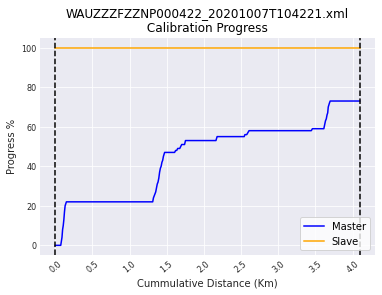 WAUZZZFZZNP000422_20201007T104221.xml
Calibration Progress
Progress %
100
80
60
40
20
0
0.0 0.5 1.0 1.5 2.0 2.5 3.0 3.5 4.0
Cummulative Distance (Km)
Master
Slave